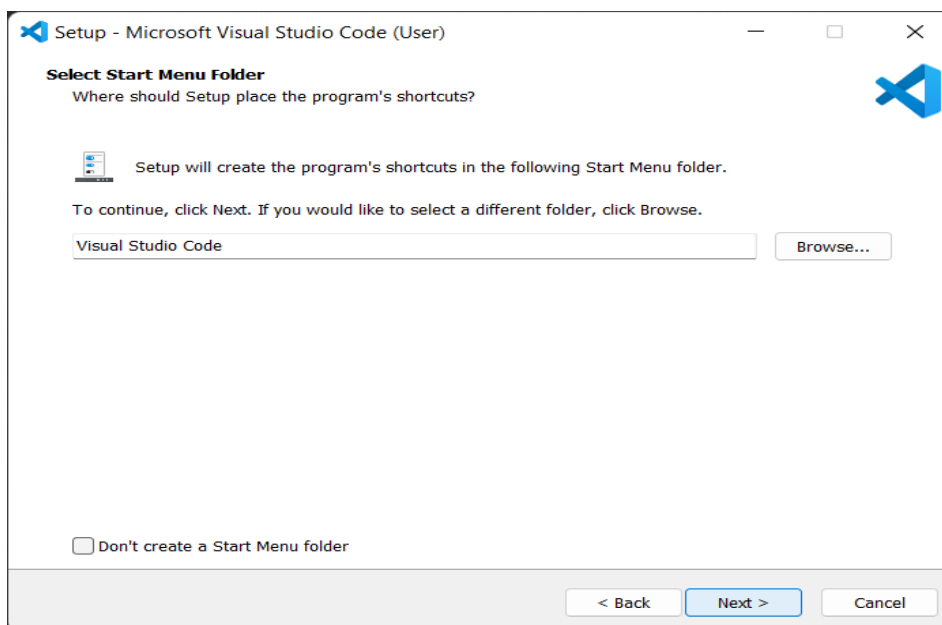 Setup - Microsoft Visual Studio Code (User)
Select Start Menu Folder
Where should Setup place the program's shortcuts?
Setup will create the program's shortcuts in the following Start Menu folder.
To continue, click Next. If you would like to select a different folder, click Browse.
Visual Studio Code
Browse...
Don't create a Start Menu folder
< Back
Next >
Cancel